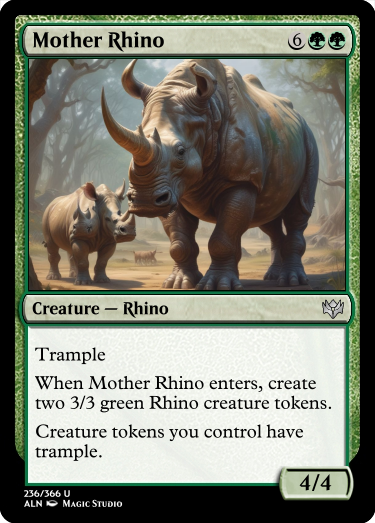 Mother Rhino 6
Creature — Rhino
Trample
When Mother Rhino enters, create
two 3/3 green Rhino creature tokens.
Creature tokens you control have
trample.
4/4
236/366 U
ALN Magic Studio